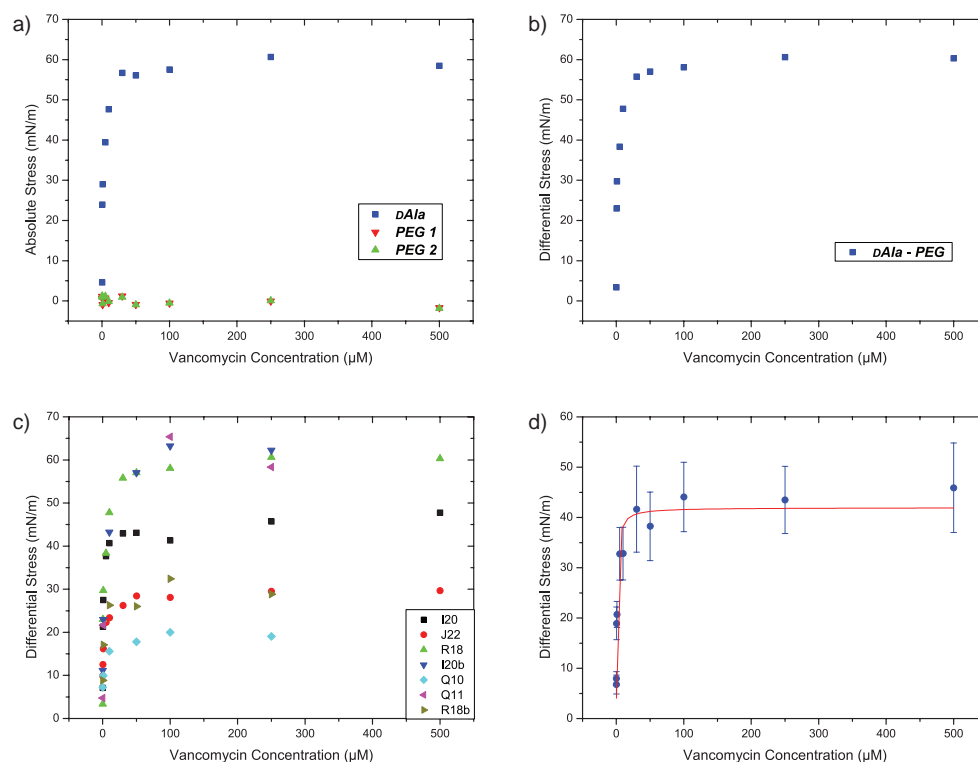 a)
Absolute Stress (mN/m)
70
60
50
40
30
20
10
0
0
100
200
300
400
500
Vancomycin Concentration (µM)
DAla
PEG 1
PEG 2
b)
Differential Stress (mN/m)
70
60
50
40
30
20
10
0
0
100
200
300
400
500
Vancomycin Concentration (µM)
DAla - PEG
c)
Differential Stress (mN/m)
70
60
50
40
30
20
10
0
0
100
200
300
400
500
Vancomycin Concentration (µM)
I20
J22
R18
I20b
Q10
Q11
R18b
d)
Differential Stress (mN/m)
60
50
40
30
20
10
0
0
100
200
300
400
500
Vancomycin Concentration (µM)